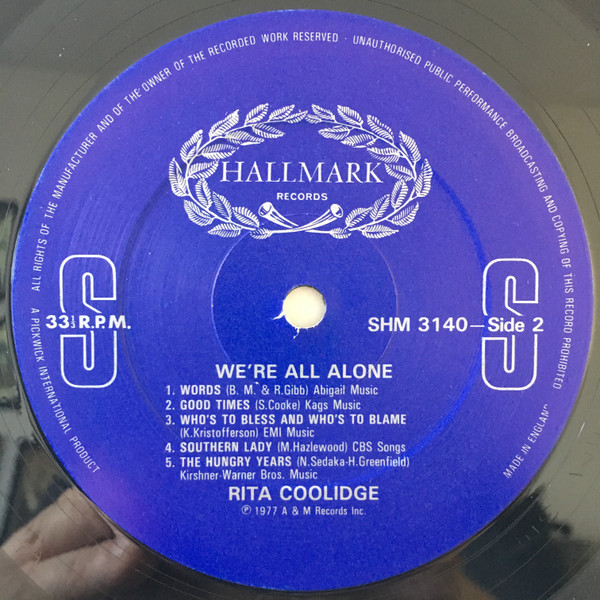 ALL RIGHTS OF THE MANUFACTURER AND OF THE OWNER OF THE RECORDED WORK RESERVED · UNAUTHORISED PUBLIC PERFORMANCE BROADCASTING AND COPYING OF THIS RECORD PROHIBITED
HALLMARK
RECORDS
S
S
33⅓ R.P.M.
SHM 3140—Side 2
WE'RE ALL ALONE
1. WORDS (B. M. & R.Gibb) Abigail Music
2. GOOD TIMES (S.Cooke) Kags Music
3. WHO'S TO BLESS AND WHO'S TO BLAME
(K.Kristofferson) EMI Music
4. SOUTHERN LADY (M.Hazlewood) CBS Songs
5. THE HUNGRY YEARS (N.Sedaka-H.Greenfield)
Kirshner-Warner Bros. Music
RITA COOLIDGE
℗ 1977 A & M Records Inc.
A PICKWICK INTERNATIONAL PRODUCT
MADE IN ENGLAND